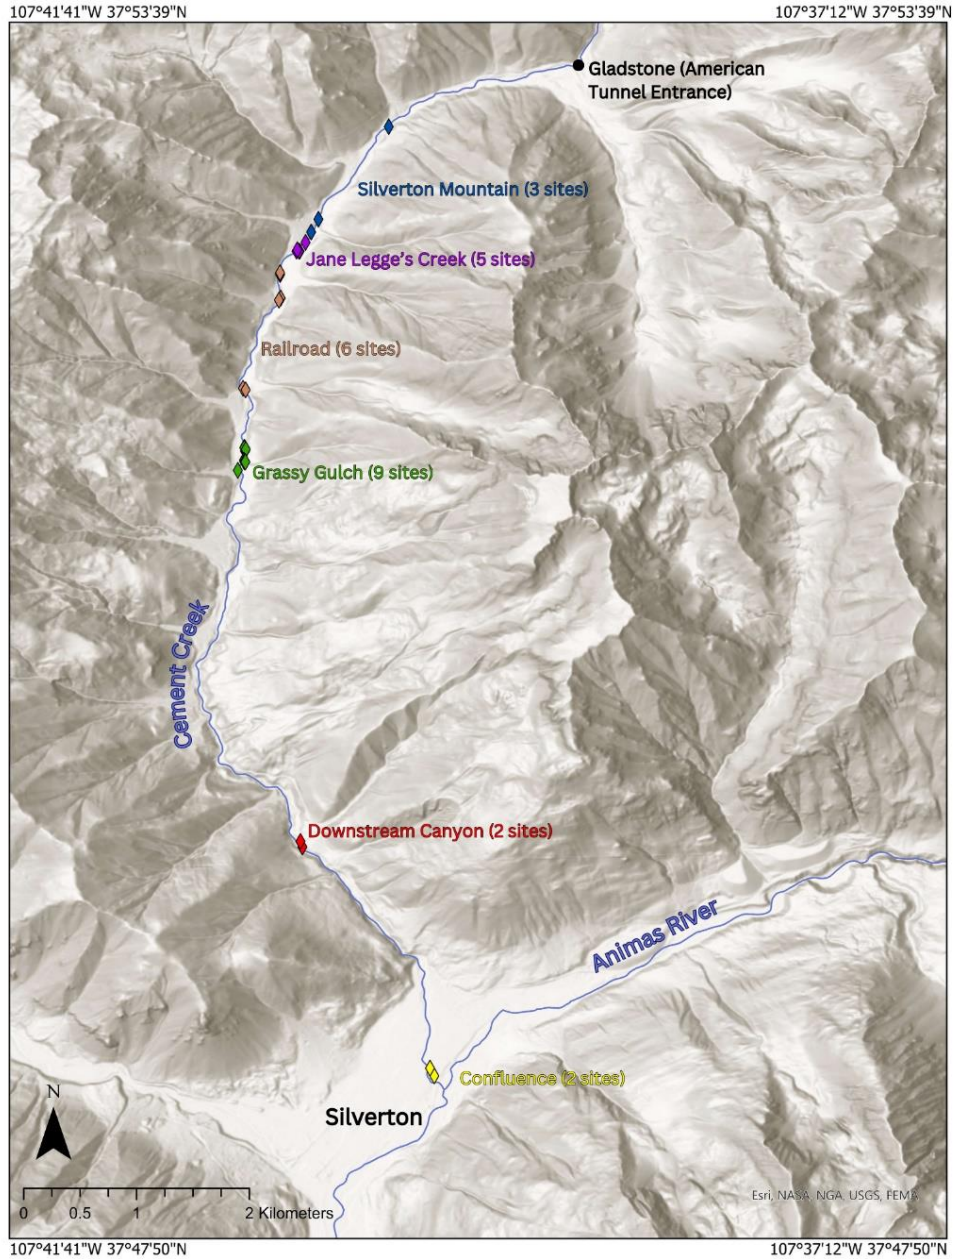 107°41'41"W 37°53'39"N
107°37'12"W 37°53'39"N
Gladstone (American
Tunnel Entrance)
Silverton Mountain (3 sites)
Jane Legge's Creek (5 sites)
Railroad (6 sites)
Grassy Gulch (9 sites)
Cement Creek
Downstream Canyon (2 sites)
Animas River
Confluence (2 sites)
N
Silverton
Esri, NASA, NGA, USGS, FEMA
0 0.5 1 2 Kilometers
107°41'41"W 37°47'50"N
107°37'12"W 37°47'50"N